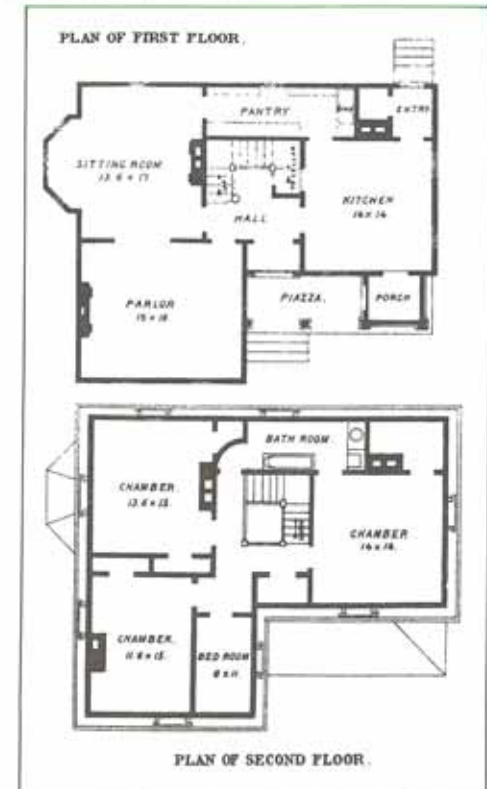 PLAN OF FIRST FLOOR.
PANTRY
ENTRY
SITTING ROOM
13.6 × 17
KITCHEN
14 × 14
HALL
PARLOR
15 × 18
PIAZZA.
PORCH
BATH ROOM.
CHAMBER.
13.6 × 15.
CHAMBER
14 × 14.
CHAMBER.
11.6 × 15.
BED ROOM
8 × 11
PLAN OF SECOND FLOOR.